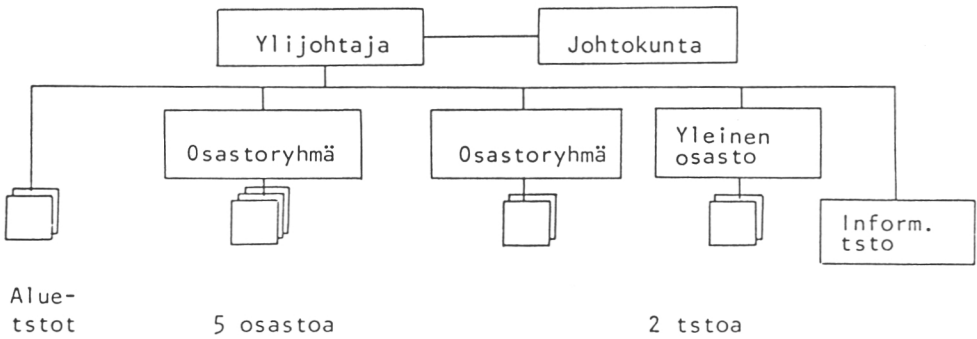 Ylijohtaja
Johtokunta
Osastoryhmä
Osastoryhmä
Yleinen
osasto
Inform.
tsto
Alue-
tstot
5 osastoa
2 tstoa